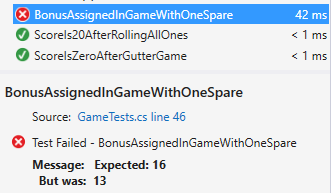 BonusAssignedInGameWithOneSpare 42 ms
ScoreIs20AfterRollingAllOnes < 1 ms
ScoreIsZeroAfterGutterGame < 1 ms
BonusAssignedInGameWithOneSpare
Source: GameTests.cs line 46
Test Failed - BonusAssignedInGameWithOneSpare
Message: Expected: 16
But was: 13